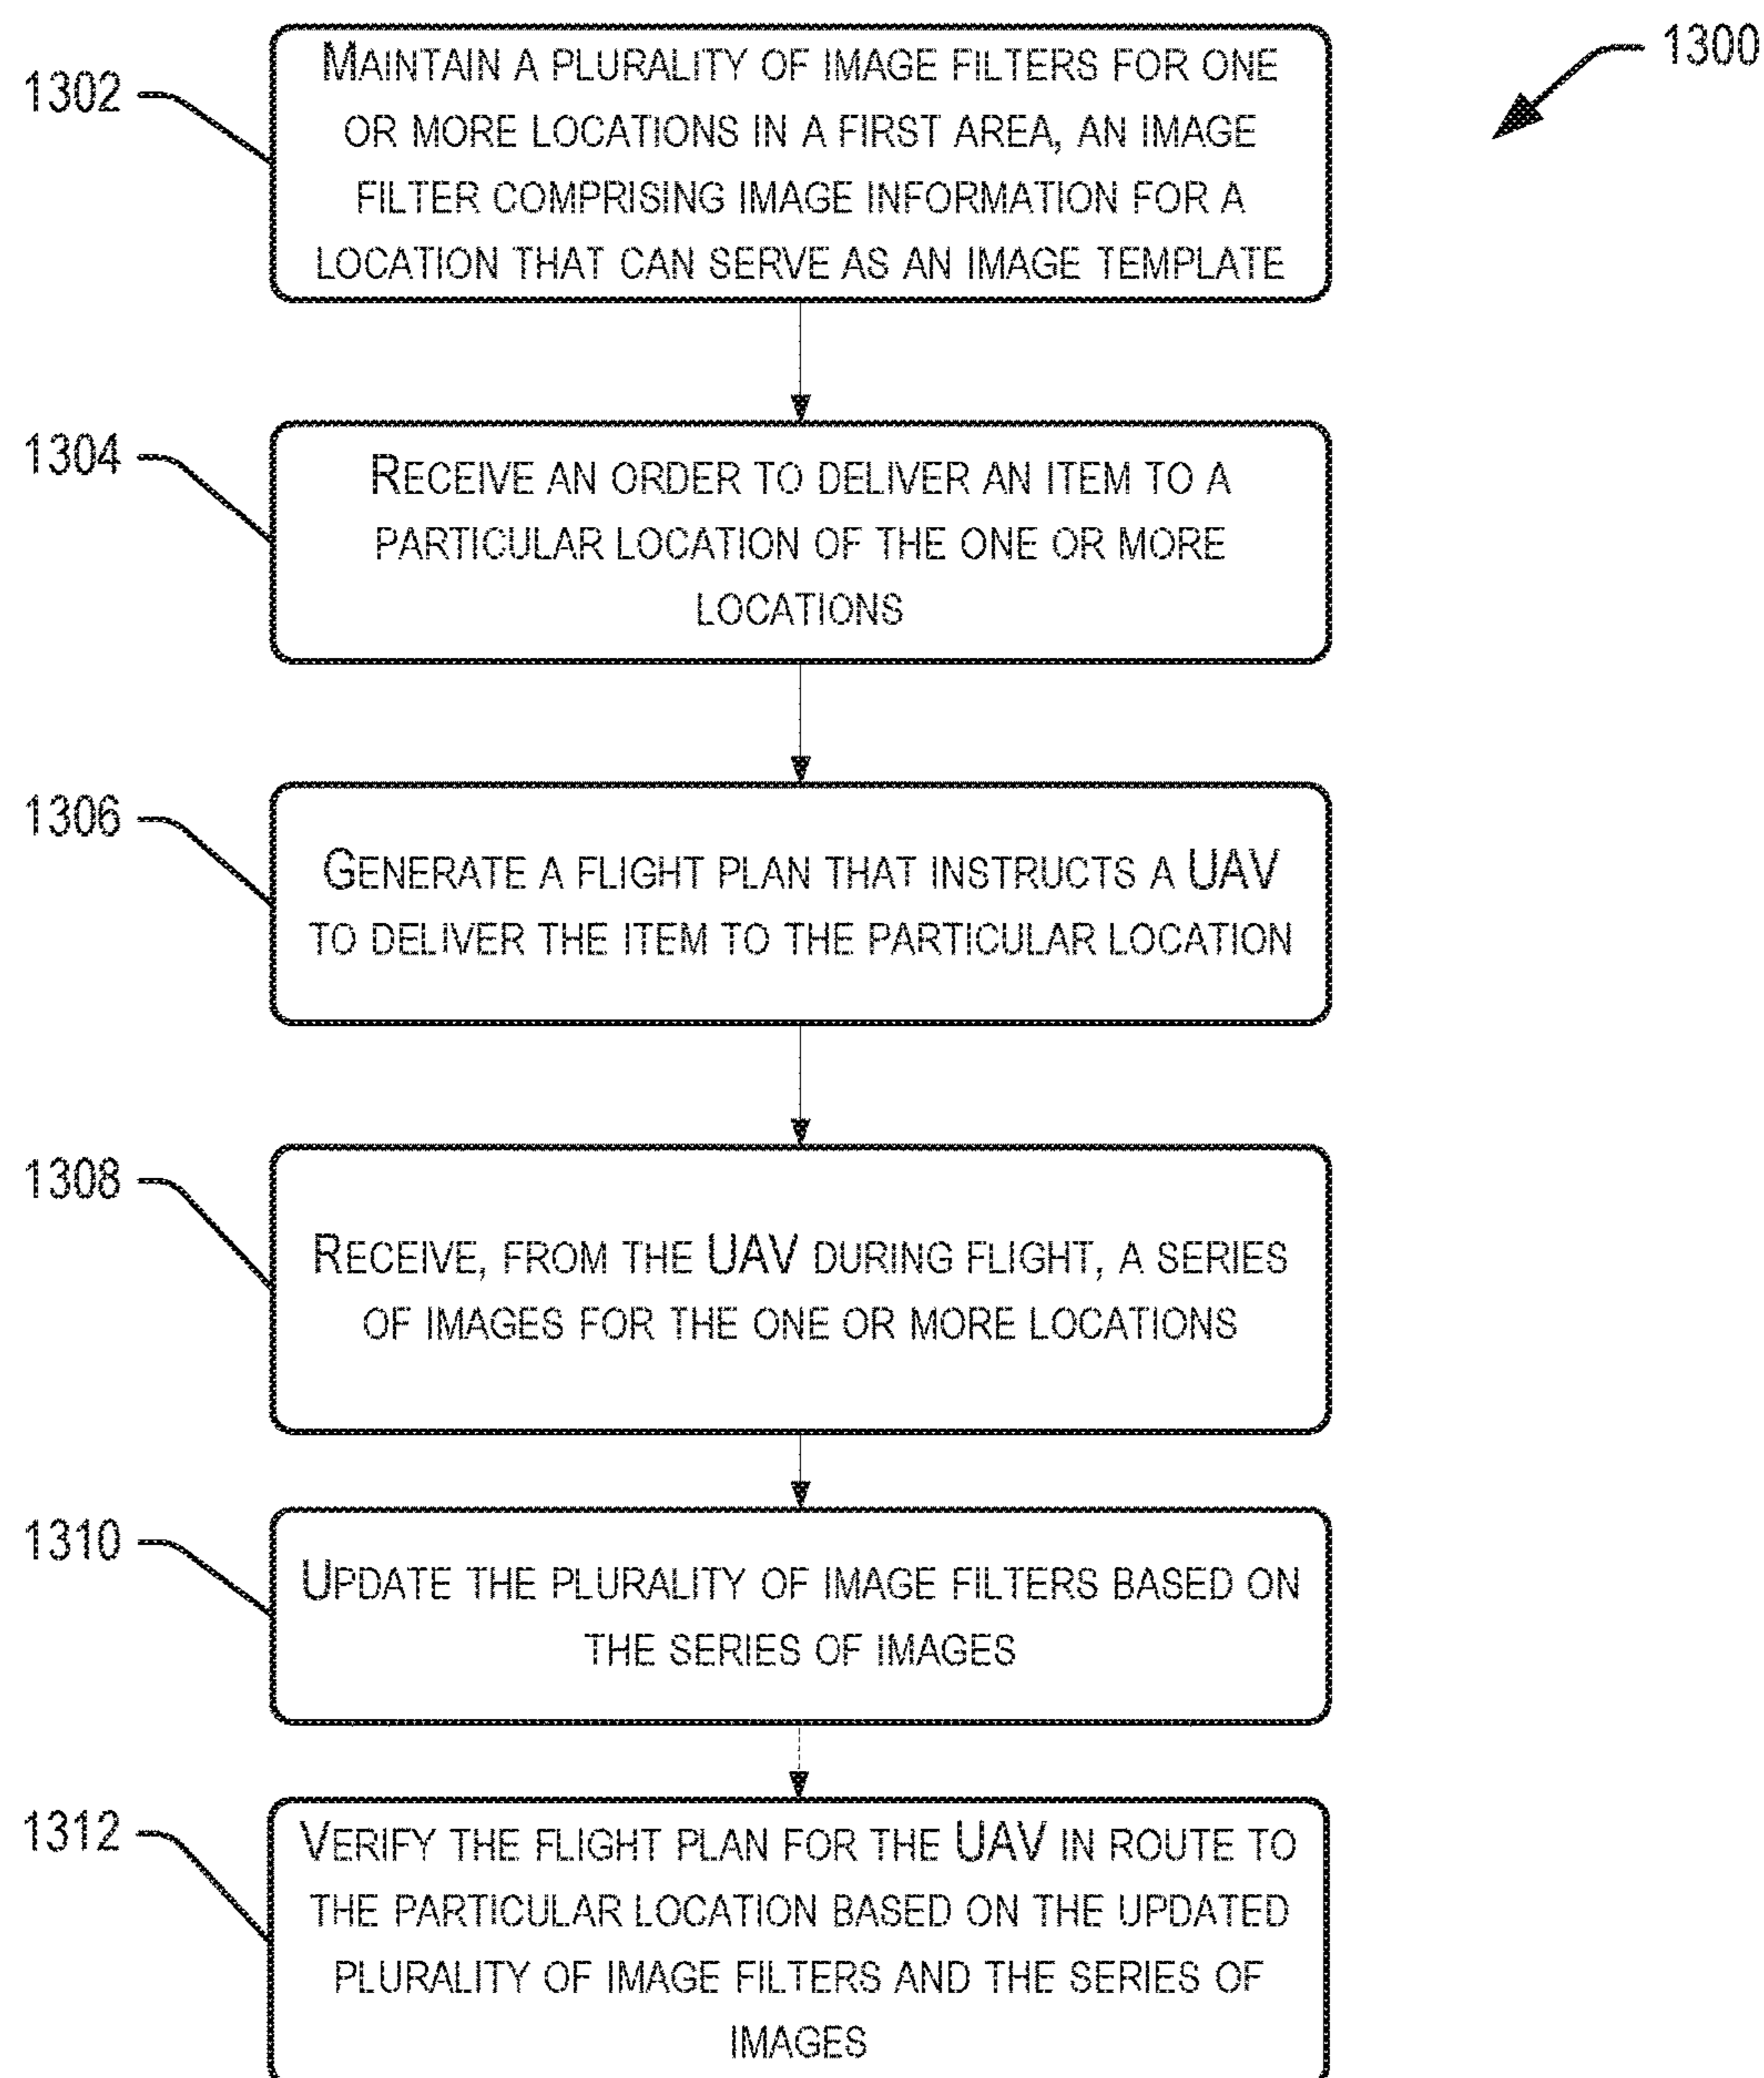 1300
1302
MAINTAIN A PLURALITY OF IMAGE FILTERS FOR ONE
OR MORE LOCATIONS IN A FIRST AREA, AN IMAGE
FILTER COMPRISING IMAGE INFORMATION FOR A
LOCATION THAT CAN SERVE AS AN IMAGE TEMPLATE
1304
RECEIVE AN ORDER TO DELIVER AN ITEM TO A
PARTICULAR LOCATION OF THE ONE OR MORE
LOCATIONS
1306
GENERATE A FLIGHT PLAN THAT INSTRUCTS A UAV
TO DELIVER THE ITEM TO THE PARTICULAR LOCATION
1308
RECEIVE, FROM THE UAV DURING FLIGHT, A SERIES
OF IMAGES FOR THE ONE OR MORE LOCATIONS
1310
UPDATE THE PLURALITY OF IMAGE FILTERS BASED ON
THE SERIES OF IMAGES
1312
VERIFY THE FLIGHT PLAN FOR THE UAV IN ROUTE TO
THE PARTICULAR LOCATION BASED ON THE UPDATED
PLURALITY OF IMAGE FILTERS AND THE SERIES OF
IMAGES